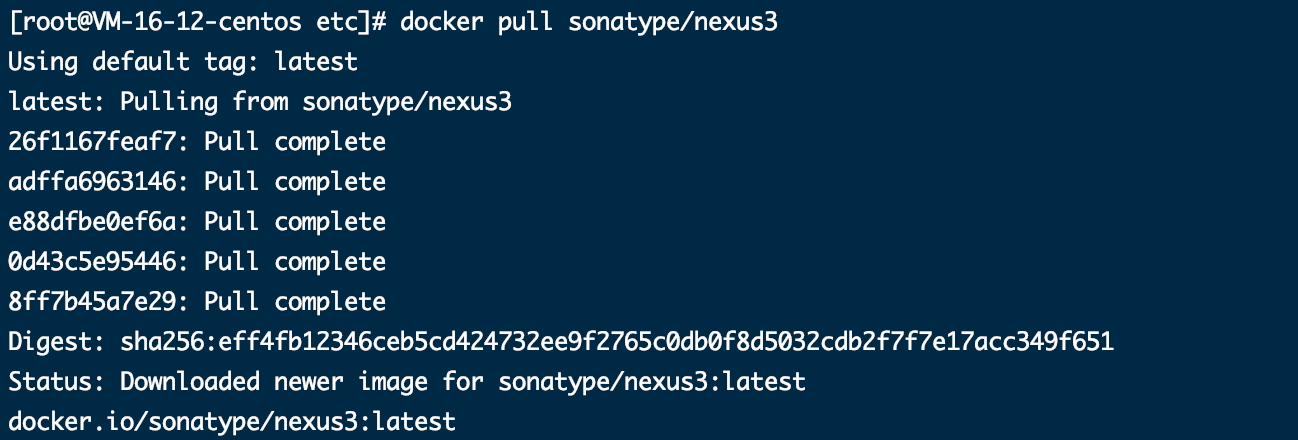 [root@VM-16-12-centos etc]# docker pull sonatype/nexus3
Using default tag: latest
latest: Pulling from sonatype/nexus3
26f1167feaf7: Pull complete
adffa6963146: Pull complete
e88dfbe0ef6a: Pull complete
0d43c5e95446: Pull complete
8ff7b45a7e29: Pull complete
Digest: sha256:eff4fb12346ceb5cd424732ee9f2765c0db0f8d5032cdb2f7f7e17acc349f651
Status: Downloaded newer image for sonatype/nexus3:latest
docker.io/sonatype/nexus3:latest